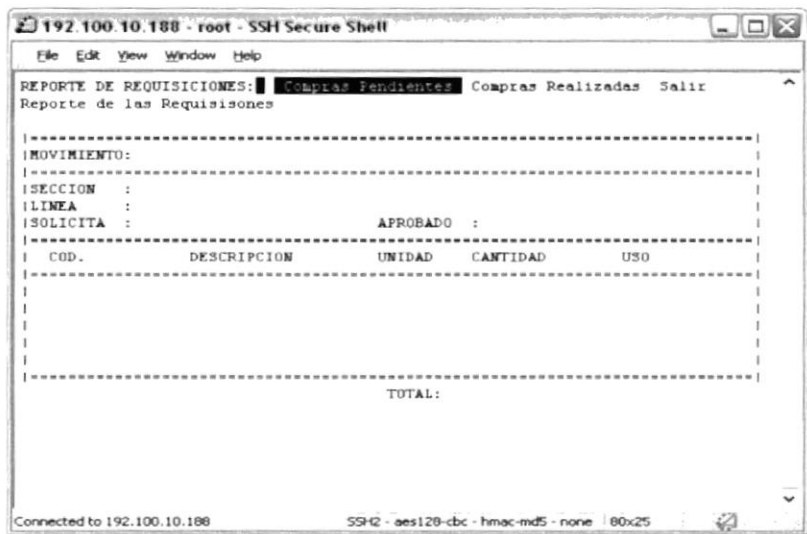 192.100.10.188 - root - SSH Secure Shell
File Edit View Window Help
REPORTE DE REQUISICIONES: Compras Pendientes Compras Realizadas Salir
Reporte de las Requisisones
MOVIMIENTO:
SECCION :
LINEA :
SOLICITA : APROBADO :
COD. DESCRIPCION UNIDAD CANTIDAD USO
TOTAL:
Connected to 192.100.10.188 SSH2 - aes128-cbc - hmac-md5 - none 80x25